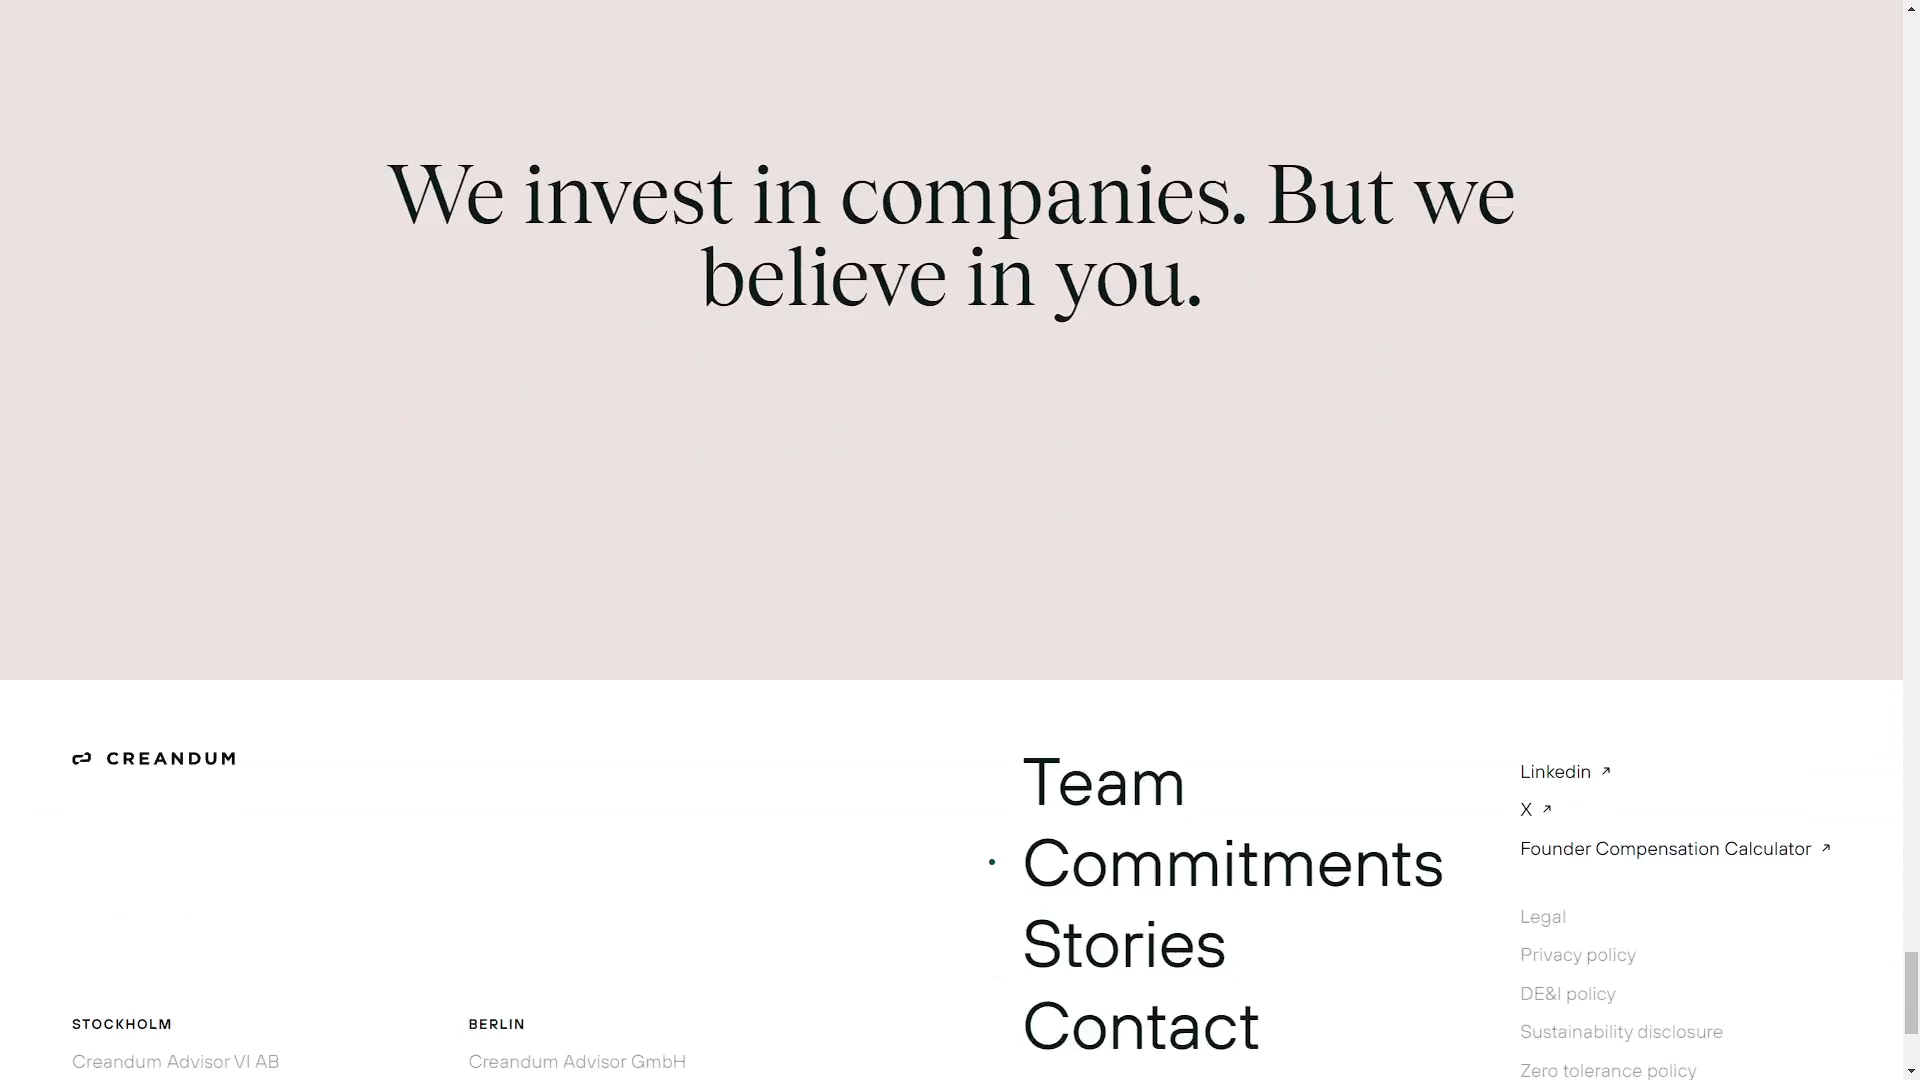 We invest in companies. But we
believe in you.
CREANDUM
Team
Commitments
Stories
Contact
Linkedin
X
Founder Compensation Calculator
Legal
Privacy policy
DE&I policy
Sustainability disclosure
Zero tolerance policy
STOCKHOLM
Creandum Advisor VI AB
BERLIN
Creandum Advisor GmbH